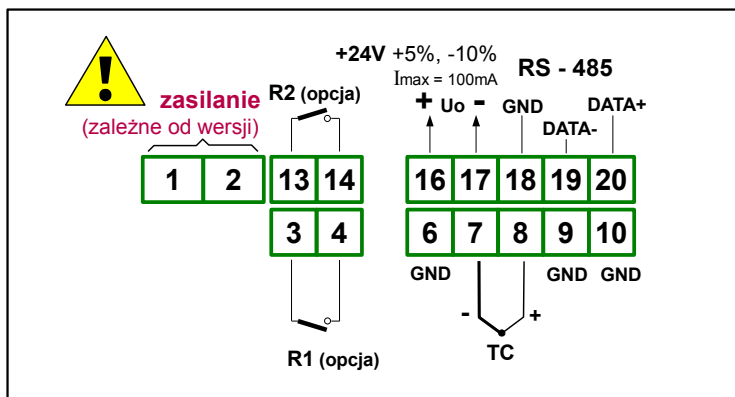 !
zasilanie
(zależne od wersji)
R2 (opcja)
+24V +5%, -10%
Imax = 100mA
RS - 485
+ Uo -
GND
DATA-
DATA+
1 2 13 14 16 17 18 19 20
3 4 6 7 8 9 10
GND
GND
GND
- +
TC
R1 (opcja)